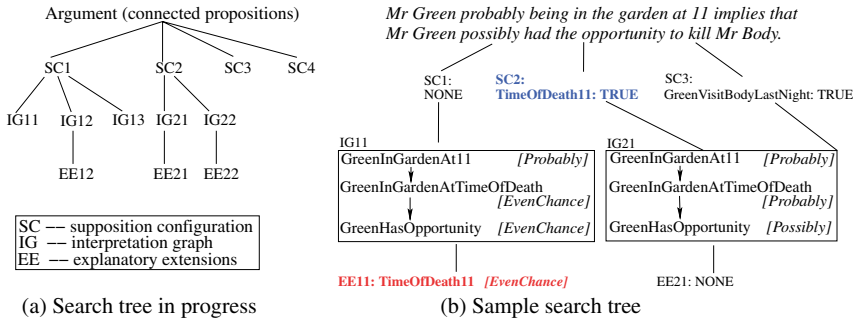 Argument (connected propositions)
SC1
SC2
SC3
SC4
IG11
IG12
IG13
IG21
IG22
EE12
EE21
EE22
SC −− supposition configuration
IG −− interpretation graph
EE −− explanatory extensions
(a) Search tree in progress
Mr Green probably being in the garden at 11 implies that
Mr Green possibly had the opportunity to kill Mr Body.
SC1:
NONE
SC2:
TimeOfDeath11: TRUE
SC3:
GreenVisitBodyLastNight: TRUE
IG11
GreenInGardenAt11 [Probably]
GreenInGardenAtTimeOfDeath
[EvenChance]
GreenHasOpportunity [EvenChance]
IG21
GreenInGardenAt11 [Probably]
GreenInGardenAtTimeOfDeath
[Probably]
GreenHasOpportunity [Possibly]
EE11: TimeOfDeath11 [EvenChance]
EE21: NONE
(b) Sample search tree